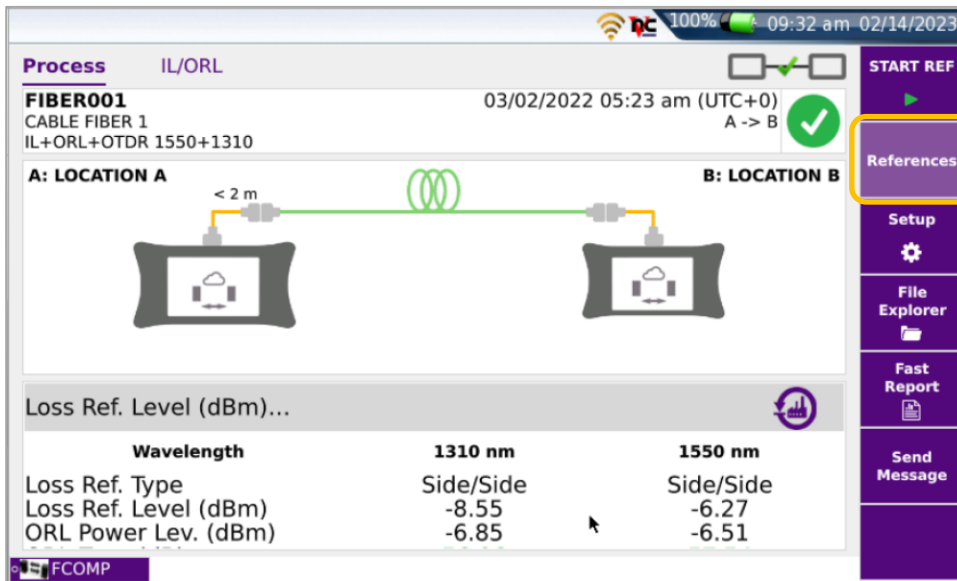 100% 09:32 am 02/14/2023
Process IL/ORL
START REF
FIBER001 03/02/2022 05:23 am (UTC+0)
CABLE FIBER 1 A -> B
IL+ORL+OTDR 1550+1310
References
A: LOCATION A B: LOCATION B
< 2 m
Setup
File
Explorer
Fast
Report
Loss Ref. Level (dBm)...
Wavelength 1310 nm 1550 nm
Send
Message
Loss Ref. Type Side/Side Side/Side
Loss Ref. Level (dBm) -8.55 -6.27
ORL Power Lev. (dBm) -6.85 -6.51
FCOMP